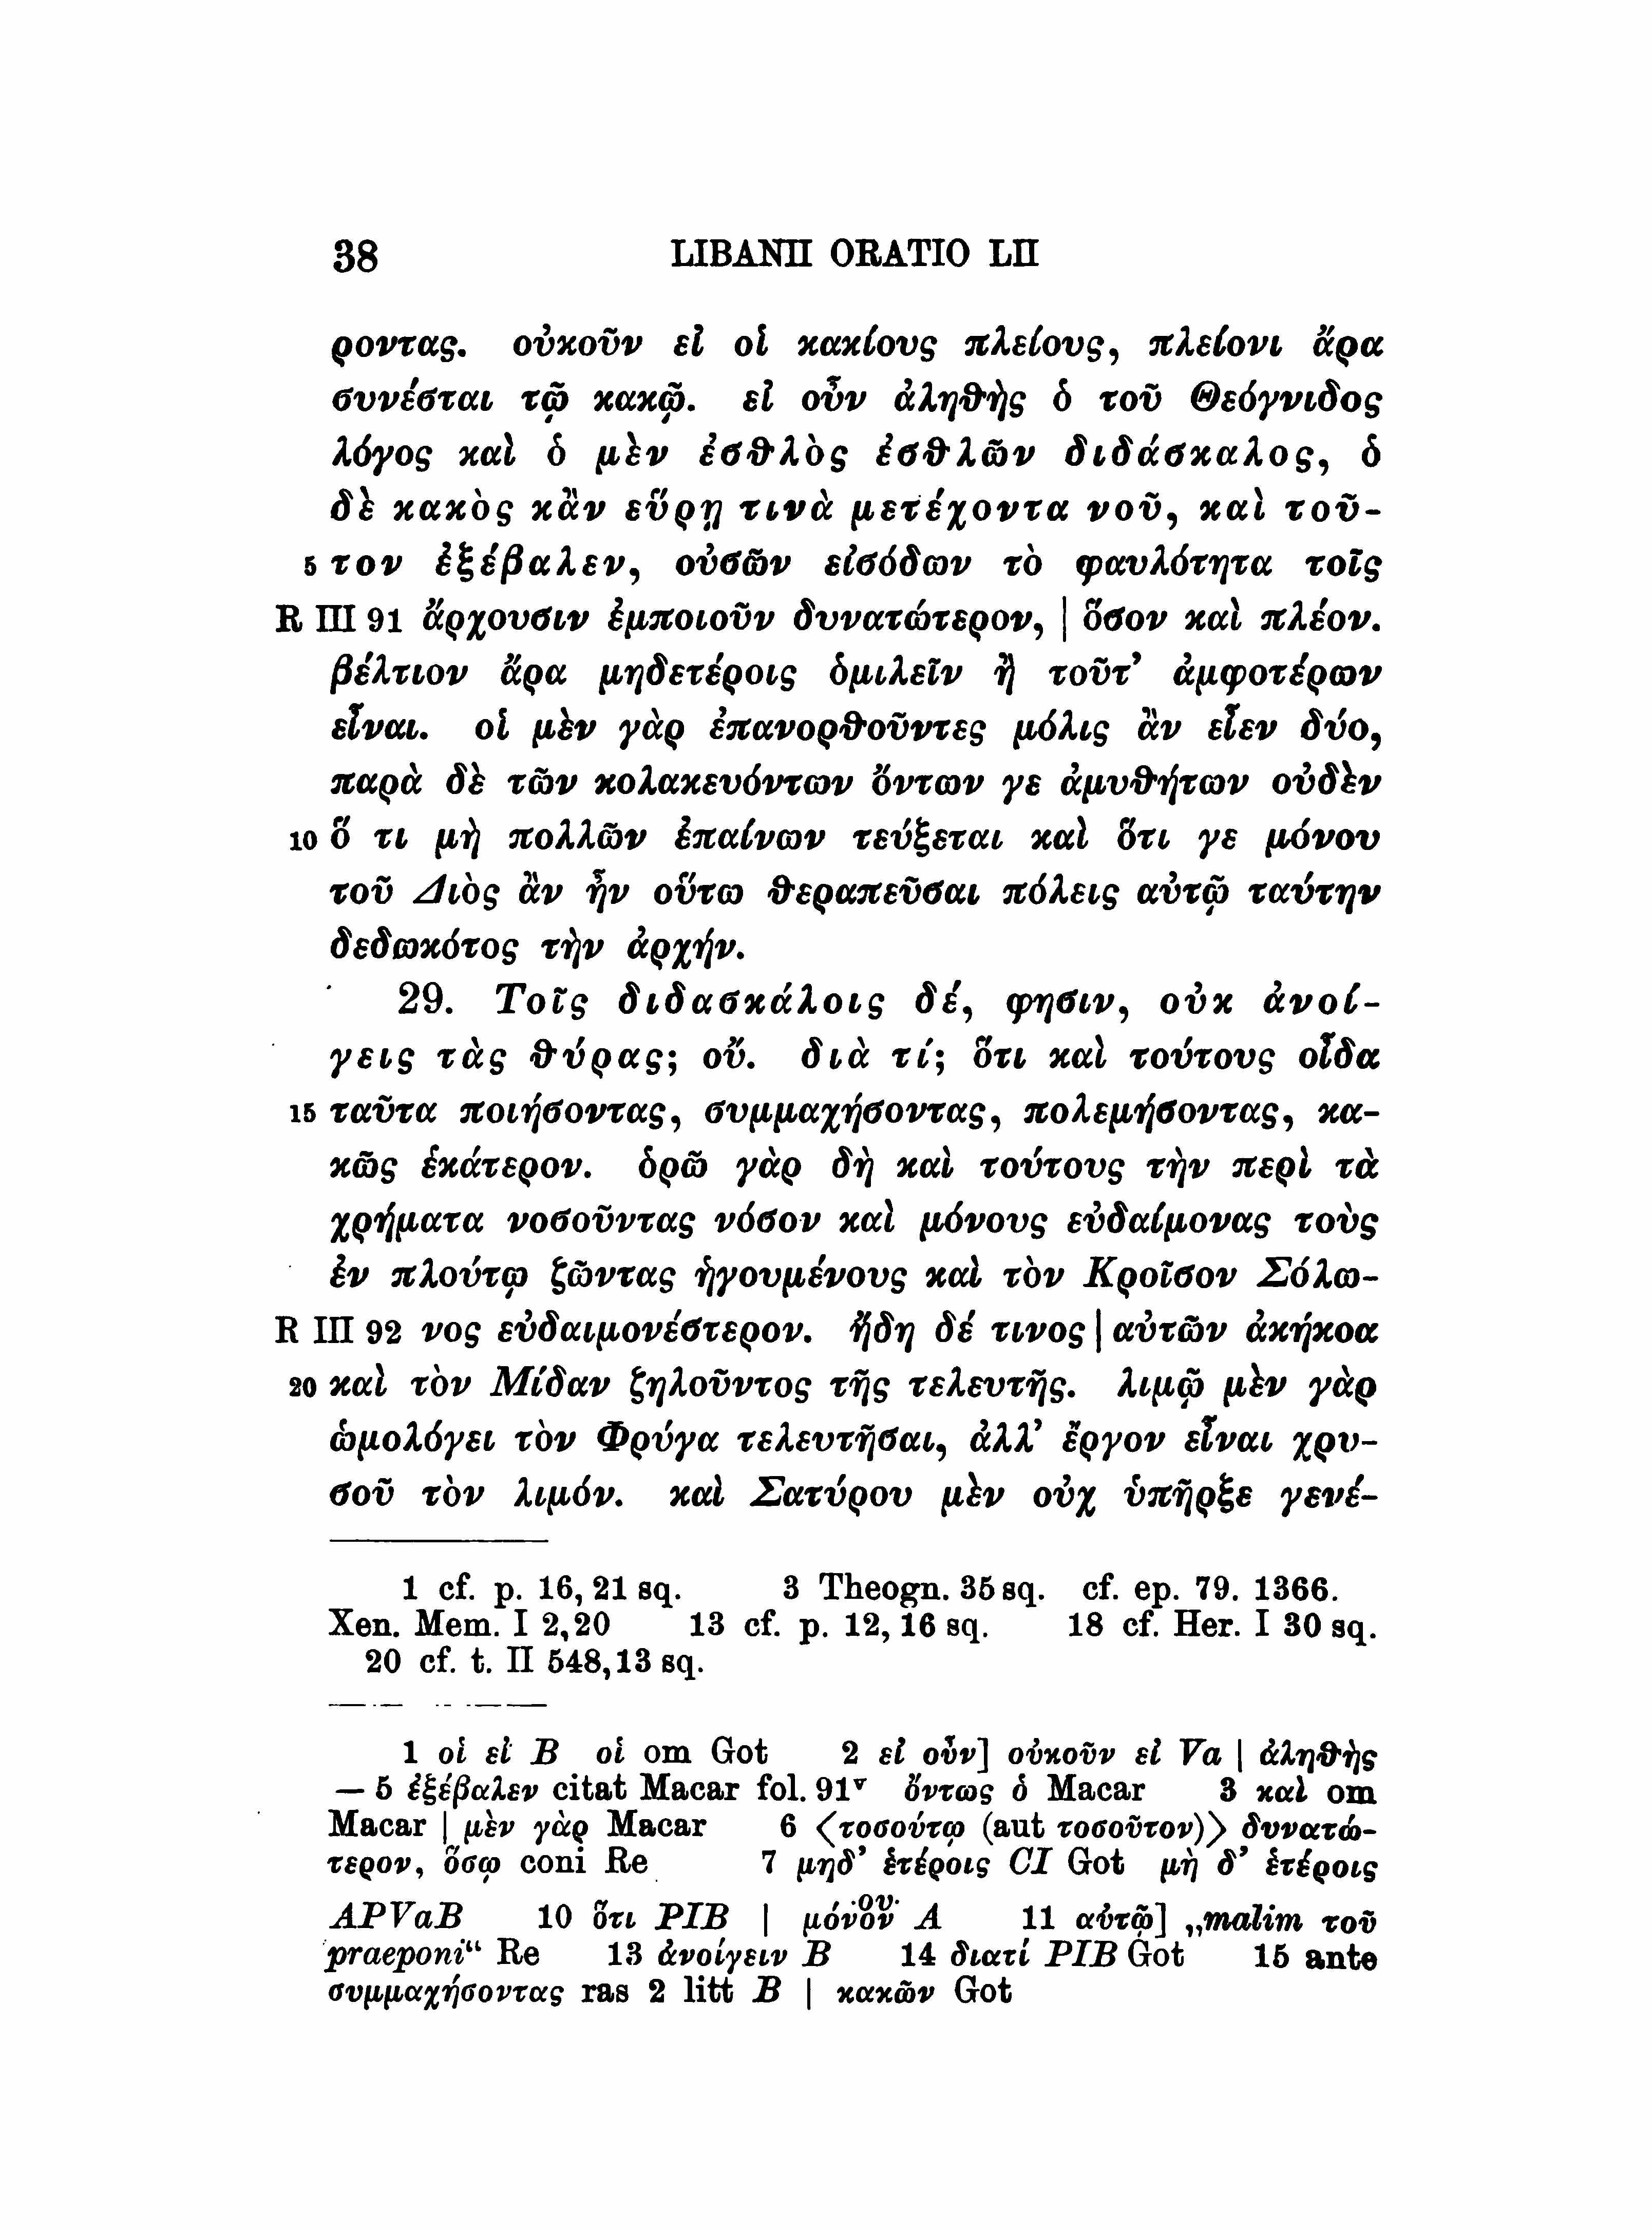 38 LIBANII ORATIO LII
ροντας. οὐκοῦν εἰ οἱ κακίους πλείους, πλείονι ἄρα
συνέσται τῷ κακῷ. εἰ οὖν ἀληθὴς ὁ τοῦ Θεόγνιδος
λόγος καὶ ὁ μὲν ἐσθλὸς ἐσθλῶν διδάσκαλος, ὁ
δὲ κακὸς κἂν εὕρῃ τινὰ μετέχοντα νοῦ, καὶ τοῦ-
5 τον ἐξέβαλεν, οὐσῶν εἰσόδων τὸ φαυλότητα τοῖς
R III 91 ἄρχουσιν ἐμποιοῦν δυνατώτερον, | ὅσον καὶ πλέον.
βέλτιον ἄρα μηδετέροις ὁμιλεῖν ἢ τοῦτ' ἀμφοτέρων
εἶναι. οἱ μὲν γὰρ ἐπανορθοῦντες μόλις ἂν εἶεν δύο,
παρὰ δὲ τῶν κολακευόντων ὄντων γε ἀμυθήτων οὐδὲν
10 ὅ τι μὴ πολλῶν ἐπαίνων τεύξεται καὶ ὅτι γε μόνου
τοῦ Διὸς ἂν ἦν οὕτω θεραπεῦσαι πόλεις αὐτῷ ταύτην
δεδωκότος τὴν ἀρχήν.
29. Τοῖς διδασκάλοις δέ, φησιν, οὐκ ἀνοί-
γεις τὰς θύρας; οὔ. διὰ τί; ὅτι καὶ τούτους οἶδα
15 ταῦτα ποιήσοντας, συμμαχήσοντας, πολεμήσοντας, κα-
κῶς ἑκάτερον. ὁρῶ γὰρ δὴ καὶ τούτους τὴν περὶ τὰ
χρήματα νοσοῦντας νόσον καὶ μόνους εὐδαίμονας τοὺς
ἐν πλούτῳ ζῶντας ἡγουμένους καὶ τὸν Κροῖσον Σόλω-
R III 92 νος εὐδαιμονέστερον. ἤδη δέ τινος | αὐτῶν ἀκήκοα
20 καὶ τὸν Μίδαν ζηλοῦντος τῆς τελευτῆς. λιμῷ μὲν γὰρ
ὡμολόγει τὸν Φρύγα τελευτῆσαι, ἀλλ' ἔργον εἶναι χρυ-
σοῦ τὸν λιμόν. καὶ Σατύρου μὲν οὐχ ὑπῆρξε γενέ-
1 cf. p. 16, 21 sq. 3 Theogn. 35 sq. cf. ep. 79. 1366.
Xen. Mem. I 2,20 13 cf. p. 12, 16 sq. 18 cf. Her. I 30 sq.
20 cf. t. II 548,13 sq.
1 οἱ εἰ B οἱ om Got 2 εἰ οὖν] οὐκοῦν εἰ Va | ἀληθὴς
— 5 ἐξέβαλεν citat Macar fol. 91ᵛ ὄντως ὁ Macar 3 καὶ om
Macar | μὲν γὰρ Macar 6 ⟨τοσούτῳ (aut τοσοῦτον)⟩ δυνατώ-
τερον, ὅσῳ coni Re 7 μηδ' ἑτέροις CI Got μὴ δ' ἑτέροις
APVaB 10 ὅτι PIB | μόνον·ου· A 11 αὐτῷ] „malim τοῦ
praeponi“ Re 13 ἀνοίγειν B 14 διατί PIB Got 15 ante
συμμαχήσοντας ras 2 litt B | κακῶν Got